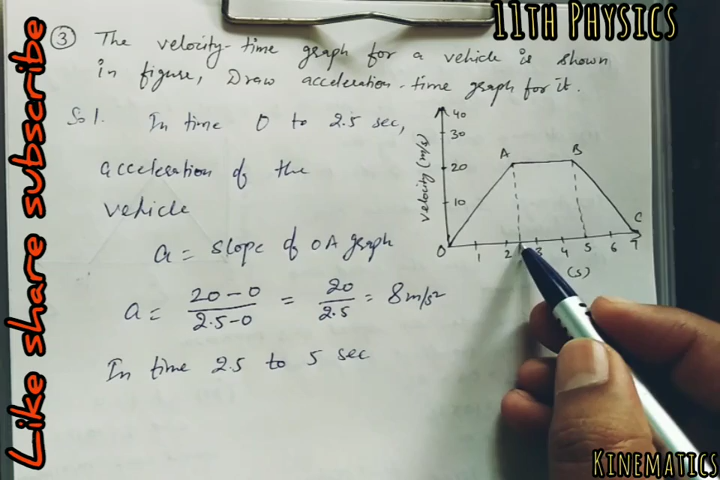 11th Physics
Like share subscribe
③ The velocity-time graph for a vehicle is shown
in figure, Draw acceleration-time graph for it.
Sol. In time 0 to 2.5 sec,
acceleration of the
vehicle
a = slope of OA graph
a = 20-0 / 2.5-0 = 20 / 2.5 = 8 m/s²
In time 2.5 to 5 sec
velocity (m/s)
40
30
20
10
A B C
0 1 2 3 4 5 6 7
(s)
Kinematics